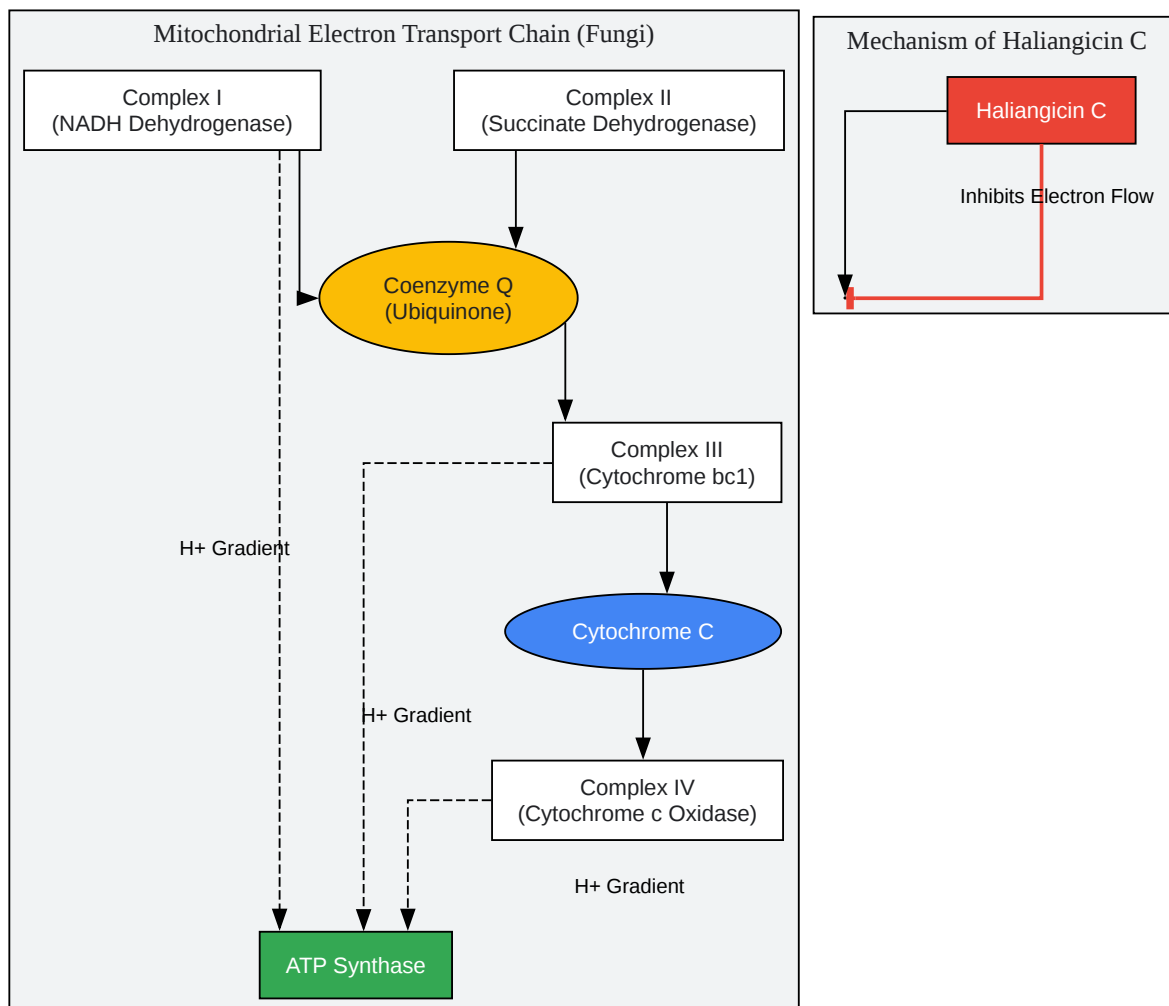 Mitochondrial Electron Transport Chain (Fungi)
Complex I
(NADH Dehydrogenase)
Complex II
(Succinate Dehydrogenase)
Coenzyme Q
(Ubiquinone)
Complex III
(Cytochrome bc1)
H+ Gradient
Cytochrome C
H+ Gradient
Complex IV
(Cytochrome c Oxidase)
H+ Gradient
ATP Synthase
Mechanism of Haliangicin C
Haliangicin C
Inhibits Electron Flow